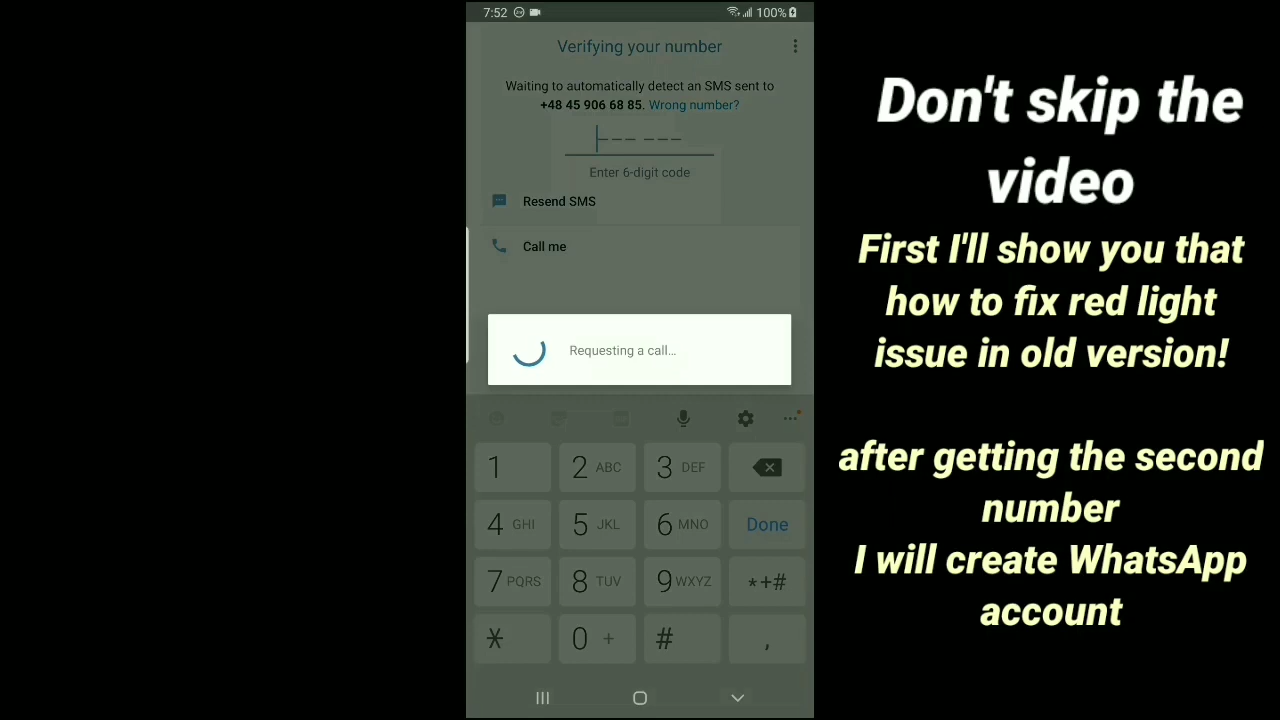 7:52
100%
Verifying your number
Waiting to automatically detect an SMS sent to
+48 45 906 68 85. Wrong number?
Enter 6-digit code
Resend SMS
Call me
Requesting a call...
1
2 ABC
3 DEF
4 GHI
5 JKL
6 MNO
Done
7 PQRS
8 TUV
9 WXYZ
*+#
*
0 +
#
,
Don't skip the
video
First I'll show you that
how to fix red light
issue in old version!
after getting the second
number
I will create WhatsApp
account